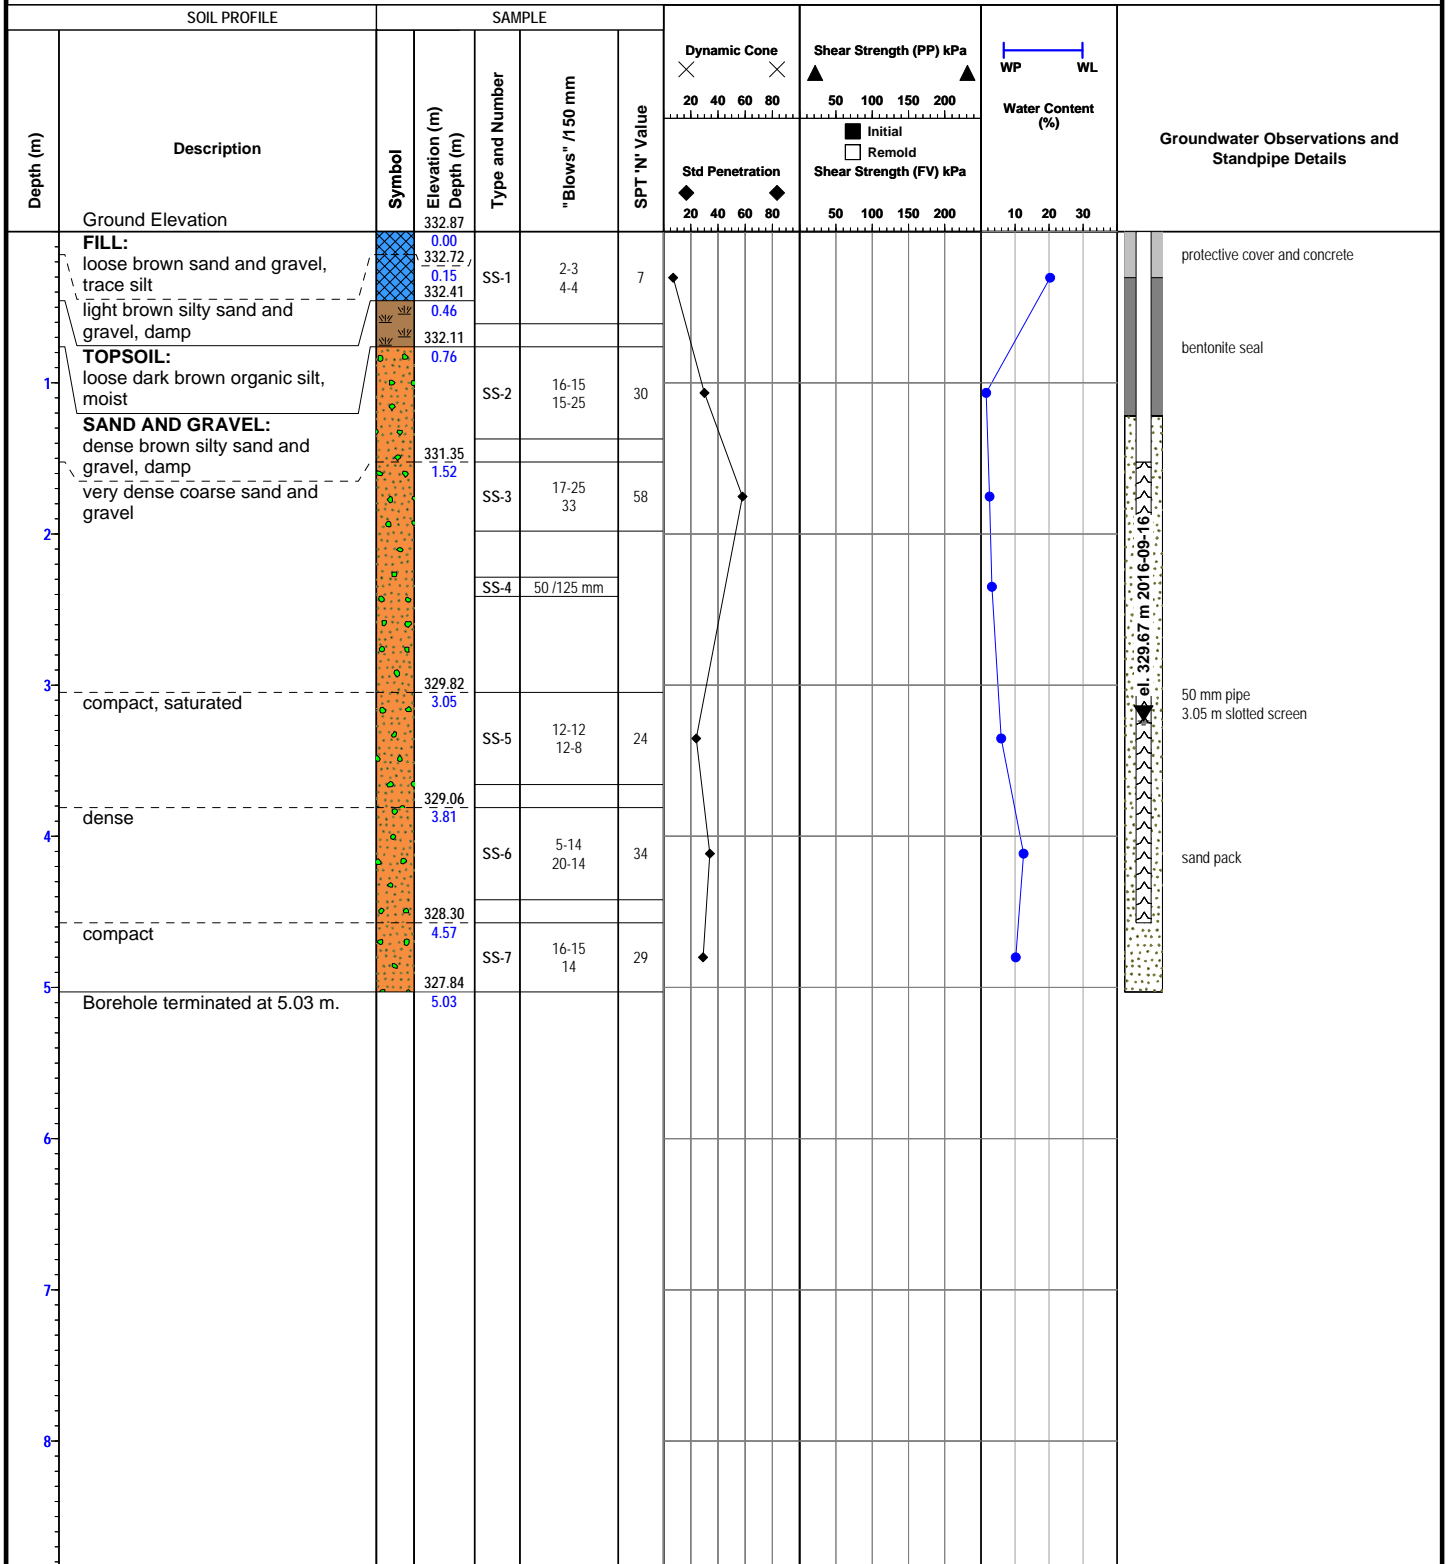 SOIL PROFILE
SAMPLE
Depth (m)
Description
Symbol
Elevation (m)
Depth (m)
Type and Number
"Blows" /150 mm
SPT 'N' Value
Dynamic Cone
20 40 60 80
Std Penetration
20 40 60 80
Shear Strength (PP) kPa
50 100 150 200
Initial
Remold
Shear Strength (FV) kPa
50 100 150 200
WP WL
Water Content
(%)
10 20 30
Groundwater Observations and
Standpipe Details
Ground Elevation
332.87
FILL:
0.00
loose brown sand and gravel,
trace silt
332.72
0.15
332.41
SS-1
2-3
4-4
7
protective cover and concrete
light brown silty sand and
gravel, damp
0.46
332.11
TOPSOIL:
loose dark brown organic silt,
moist
0.76
bentonite seal
1
SS-2
16-15
15-25
30
SAND AND GRAVEL:
dense brown silty sand and
gravel, damp
331.35
1.52
very dense coarse sand and
gravel
SS-3
17-25
33
58
2
SS-4
50 /125 mm
el. 329.67 m 2016-09-16
3
329.82
3.05
compact, saturated
SS-5
12-12
12-8
24
50 mm pipe
3.05 m slotted screen
329.06
3.81
dense
4
SS-6
5-14
20-14
34
sand pack
328.30
4.57
compact
SS-7
16-15
14
29
327.84
5
Borehole terminated at 5.03 m.
5.03
6
7
8